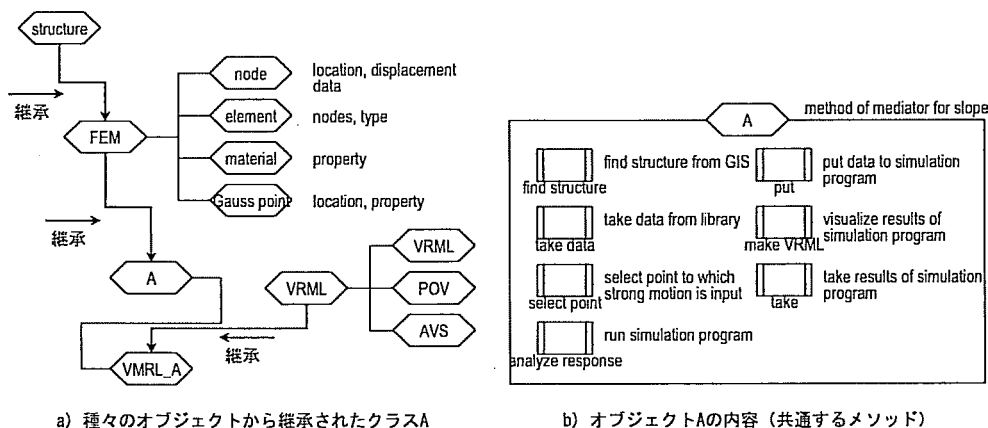 structure
継承
FEM
node
location, displacement
data
element
nodes, type
material
property
Gauss point
location, property
継承
A
VRML
VRML
POV
AVS
継承
VMRL_A
a) 種々のオブジェクトから継承されたクラスA
A
method of mediator for slope
find structure from GIS
find structure
put data to simulation
program
put
take data from library
take data
visualize results of
simulation program
make VRML
select point to which
strong motion is input
select point
take results of simulation
program
take
run simulation program
analyze response
b) オブジェクトAの内容（共通するメソッド）